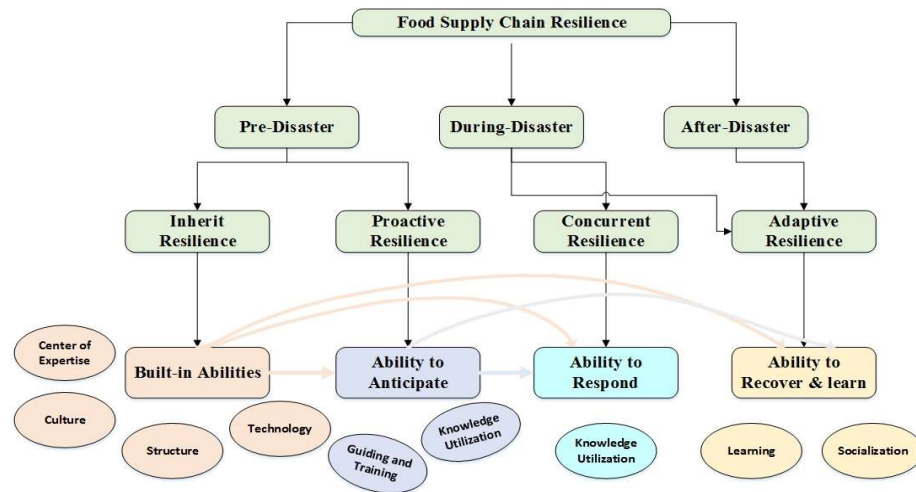 Food Supply Chain Resilience
Pre-Disaster
During-Disaster
After-Disaster
Inherit
Resilience
Proactive
Resilience
Concurrent
Resilience
Adaptive
Resilience
Center of
Expertise
Built-in Abilities
Ability to
Anticipate
Ability to
Respond
Ability to
Recover & learn
Culture
Structure
Technology
Guiding and
Training
Knowledge
Utilization
Knowledge
Utilization
Learning
Socialization